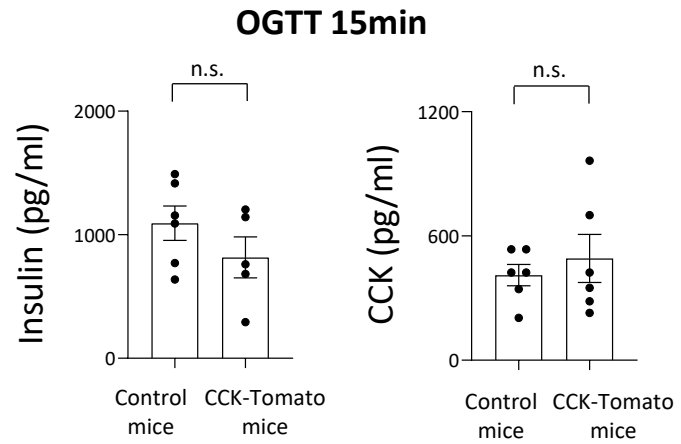 OGTT 15min
n.s.
2000
1000
0
Insulin (pg/ml)
Control
mice
CCK-Tomato
mice
n.s.
1200
600
0
CCK (pg/ml)
Control
mice
CCK-Tomato
mice